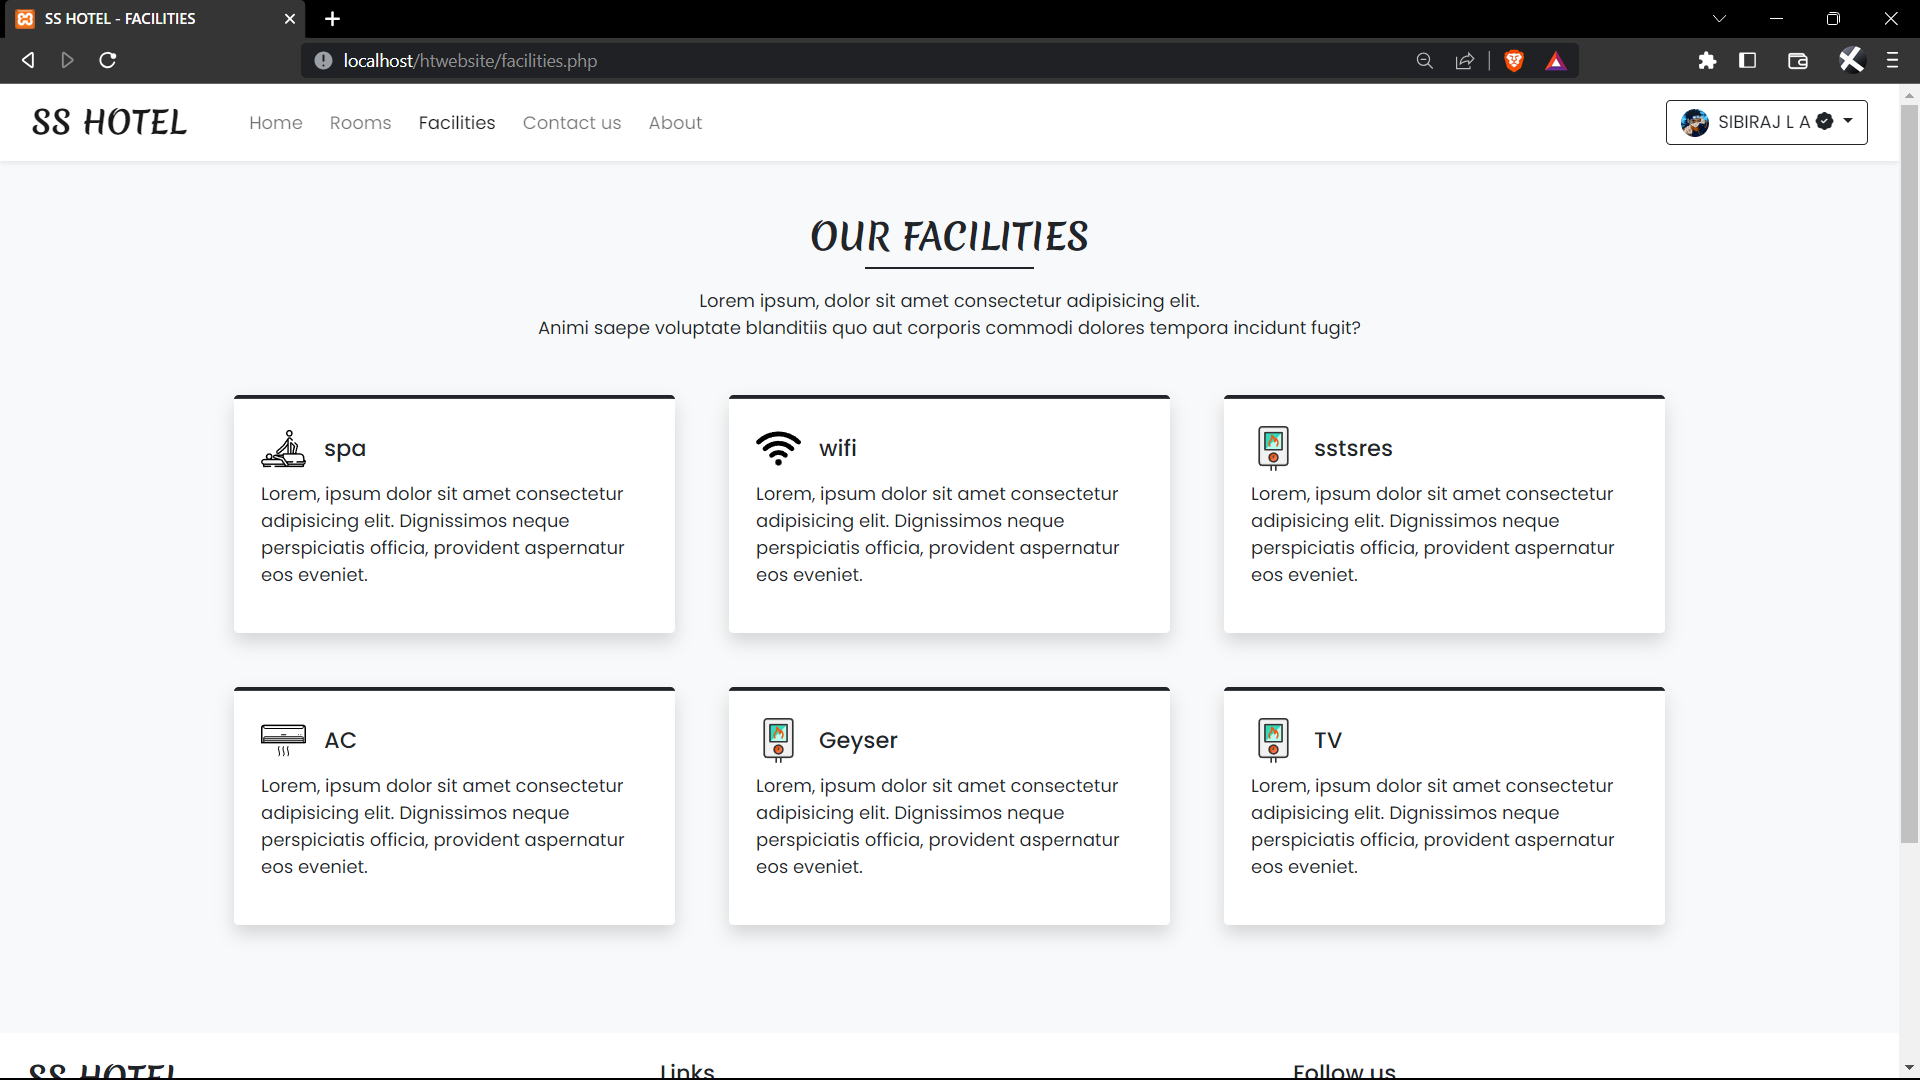 SS HOTEL - FACILITIES
localhost/htwebsite/facilities.php
SS HOTEL
Home
Rooms
Facilities
Contact us
About
SIBIRAJ L A
OUR FACILITIES
Lorem ipsum, dolor sit amet consectetur adipisicing elit.
Animi saepe voluptate blanditiis quo aut corporis commodi dolores tempora incidunt fugit?
spa
Lorem, ipsum dolor sit amet consectetur
adipisicing elit. Dignissimos neque
perspiciatis officia, provident aspernatur
eos eveniet.
wifi
Lorem, ipsum dolor sit amet consectetur
adipisicing elit. Dignissimos neque
perspiciatis officia, provident aspernatur
eos eveniet.
sstsres
Lorem, ipsum dolor sit amet consectetur
adipisicing elit. Dignissimos neque
perspiciatis officia, provident aspernatur
eos eveniet.
AC
Lorem, ipsum dolor sit amet consectetur
adipisicing elit. Dignissimos neque
perspiciatis officia, provident aspernatur
eos eveniet.
Geyser
Lorem, ipsum dolor sit amet consectetur
adipisicing elit. Dignissimos neque
perspiciatis officia, provident aspernatur
eos eveniet.
TV
Lorem, ipsum dolor sit amet consectetur
adipisicing elit. Dignissimos neque
perspiciatis officia, provident aspernatur
eos eveniet.
SS HOTEL
Links
Follow us